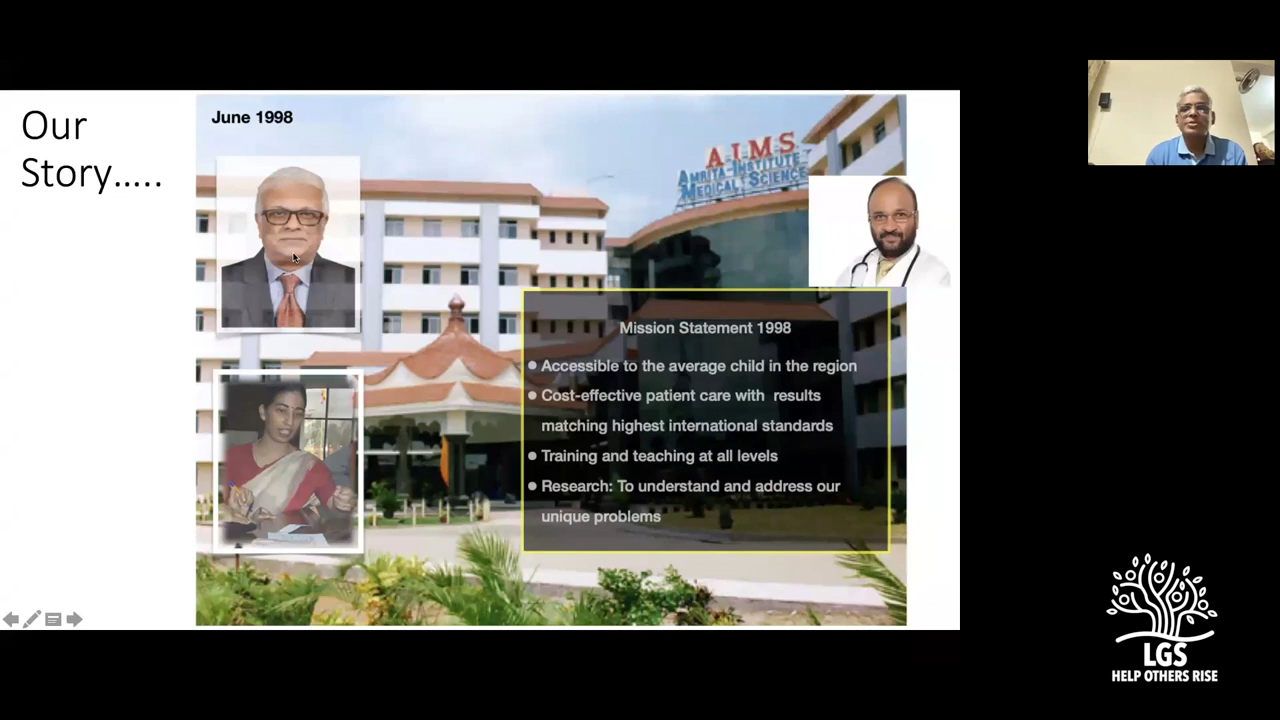 Our
Story.....
June 1998
AIMS
AMRITA INSTITUTE
MEDICAL SCIENCE
Mission Statement 1998
● Accessible to the average child in the region
● Cost-effective patient care with results
matching highest international standards
● Training and teaching at all levels
● Research: To understand and address our
unique problems
LGS
HELP OTHERS RISE